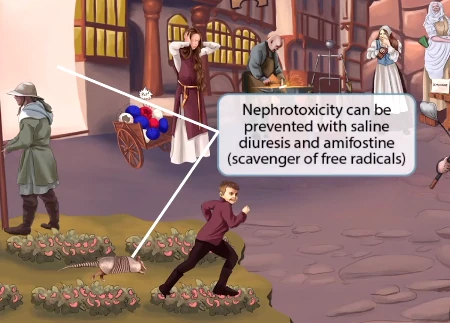 Nephrotoxicity can be
prevented with saline
diuresis and amifostine
(scavenger of free radicals)